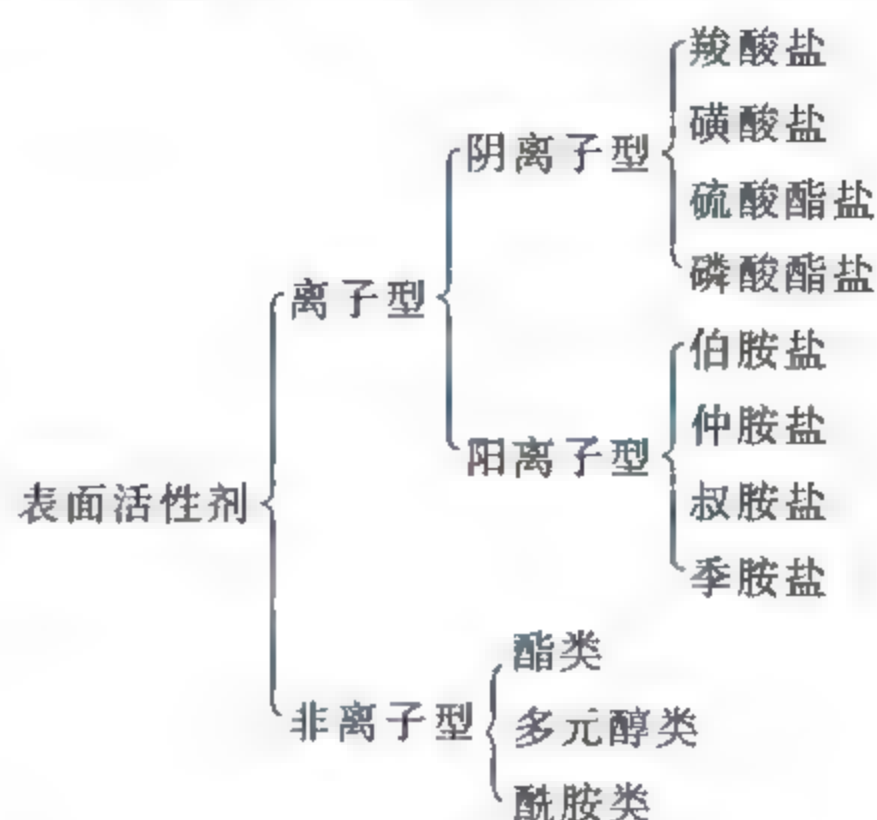 羧酸盐
磺酸盐
阴离子型
硫酸酯盐
磷酸酯盐
离子型
伯胺盐
仲胺盐
阳离子型
表面活性剂
叔胺盐
季胺盐
酯类
非离子型
多元醇类
酰胺类